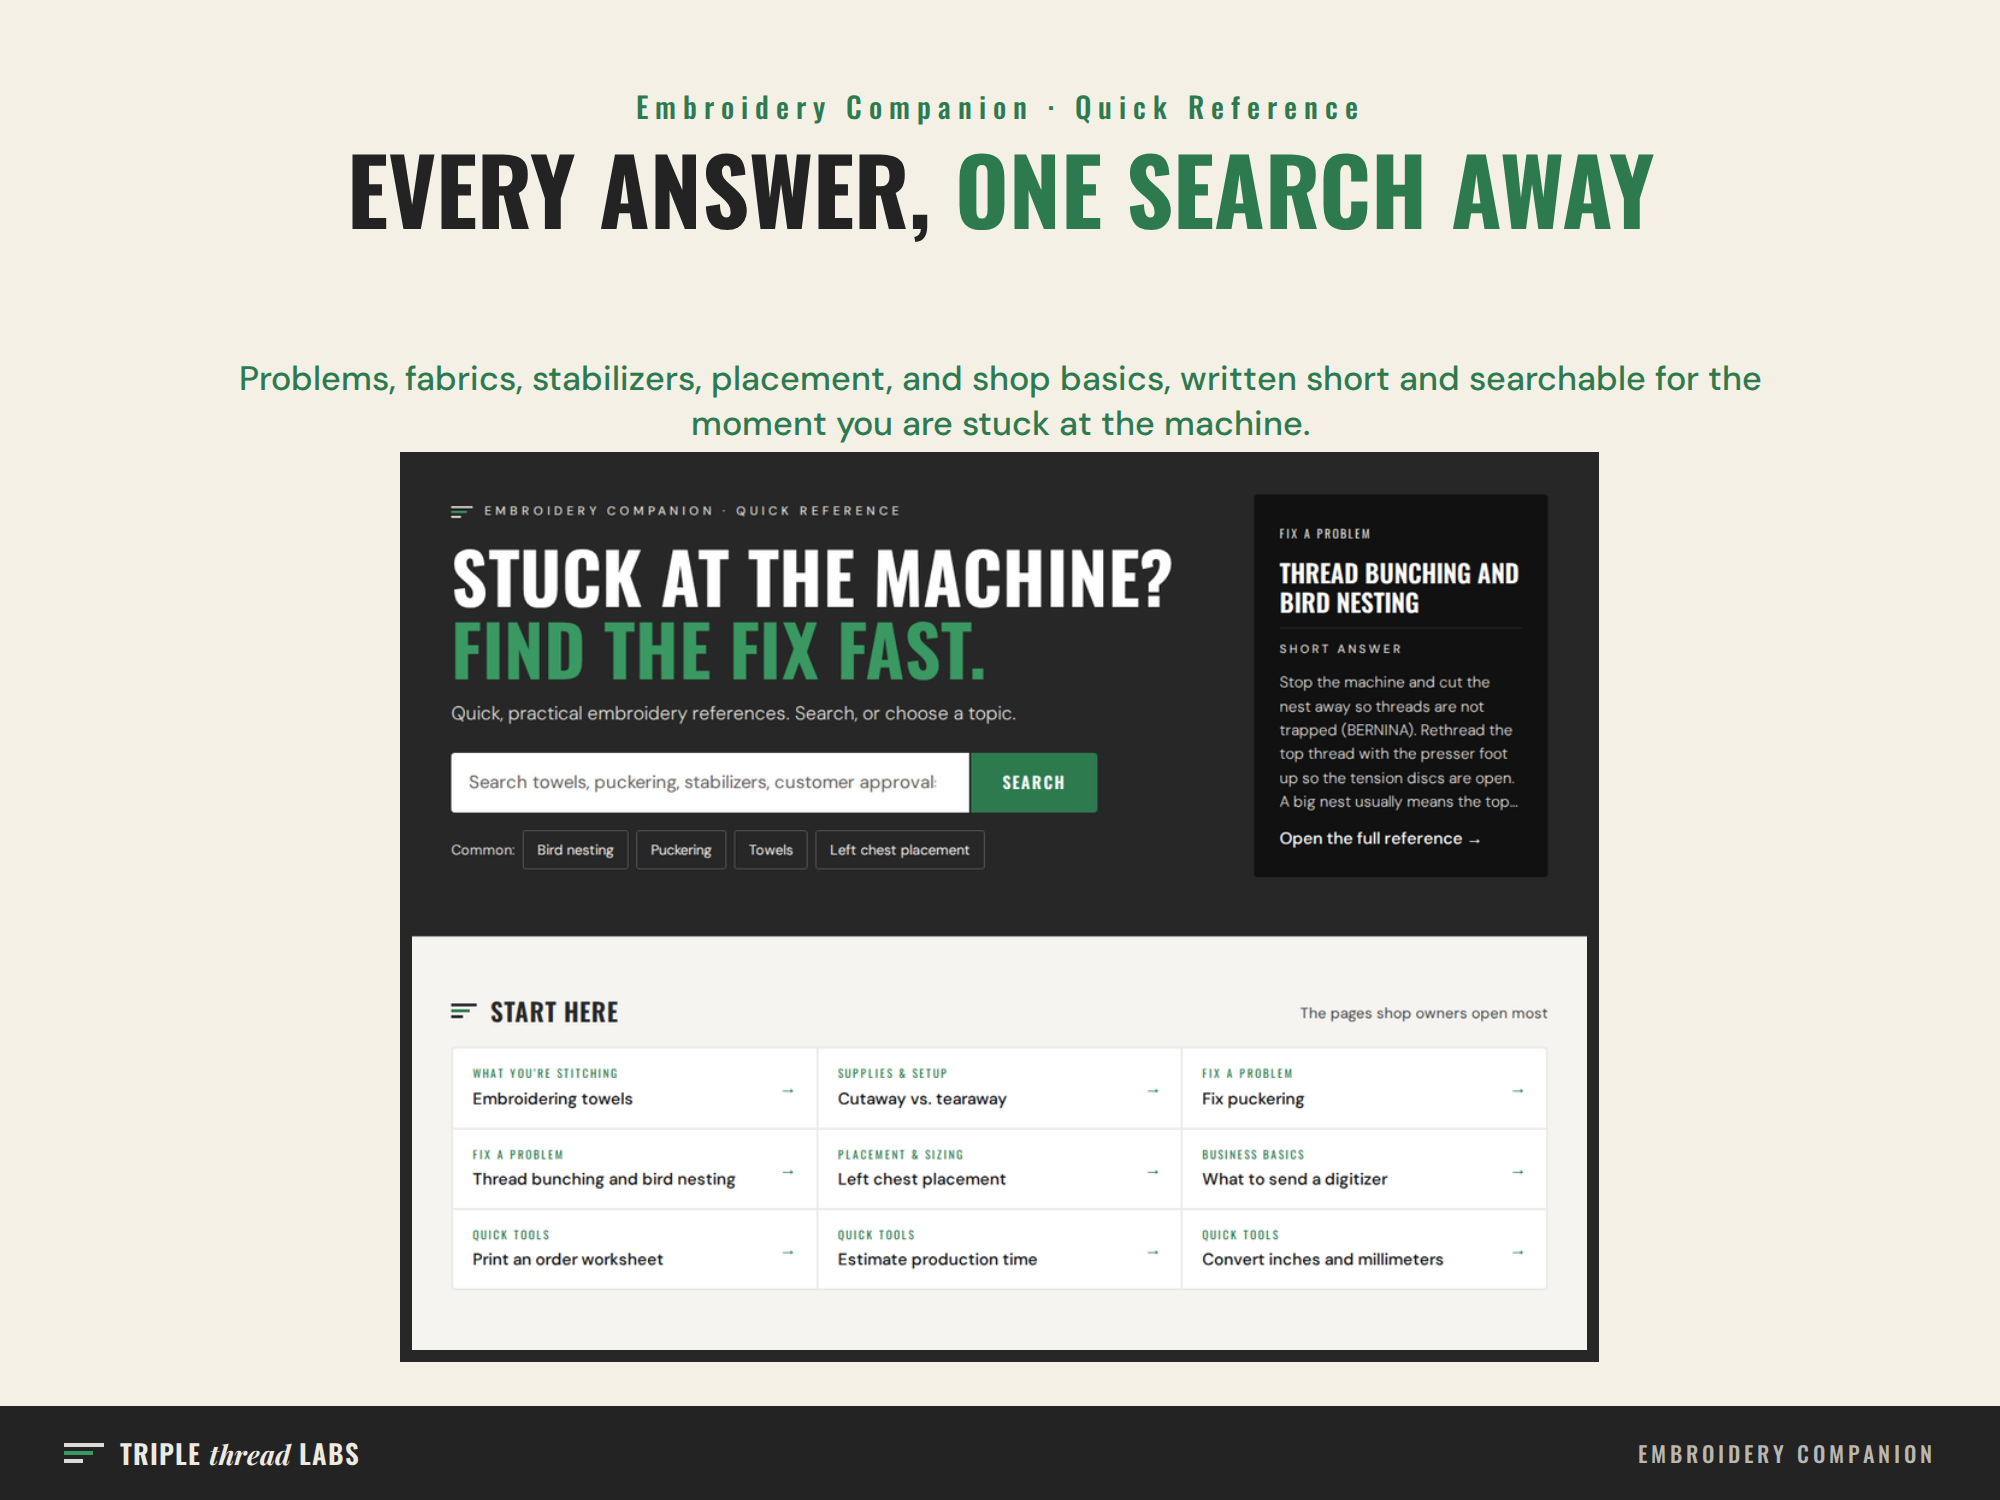 Embroidery Companion · Quick Reference
EVERY ANSWER, ONE SEARCH AWAY
Problems, fabrics, stabilizers, placement, and shop basics, written short and searchable for the
moment you are stuck at the machine.
EMBROIDERY COMPANION · QUICK REFERENCE
STUCK AT THE MACHINE?
FIND THE FIX FAST.
Quick, practical embroidery references. Search, or choose a topic.
Search towels, puckering, stabilizers, customer approval
SEARCH
Common: Bird nesting Puckering Towels Left chest placement
FIX A PROBLEM
THREAD BUNCHING AND
BIRD NESTING
SHORT ANSWER
Stop the machine and cut the
nest away so threads are not
trapped (BERNINA). Rethread the
top thread with the presser foot
up so the tension discs are open.
A big nest usually means the top…
Open the full reference →
START HERE
The pages shop owners open most
WHAT YOU'RE STITCHING
Embroidering towels →
SUPPLIES & SETUP
Cutaway vs. tearaway →
FIX A PROBLEM
Fix puckering →
FIX A PROBLEM
Thread bunching and bird nesting →
PLACEMENT & SIZING
Left chest placement →
BUSINESS BASICS
What to send a digitizer →
QUICK TOOLS
Print an order worksheet →
QUICK TOOLS
Estimate production time →
QUICK TOOLS
Convert inches and millimeters →
TRIPLE thread LABS
EMBROIDERY COMPANION